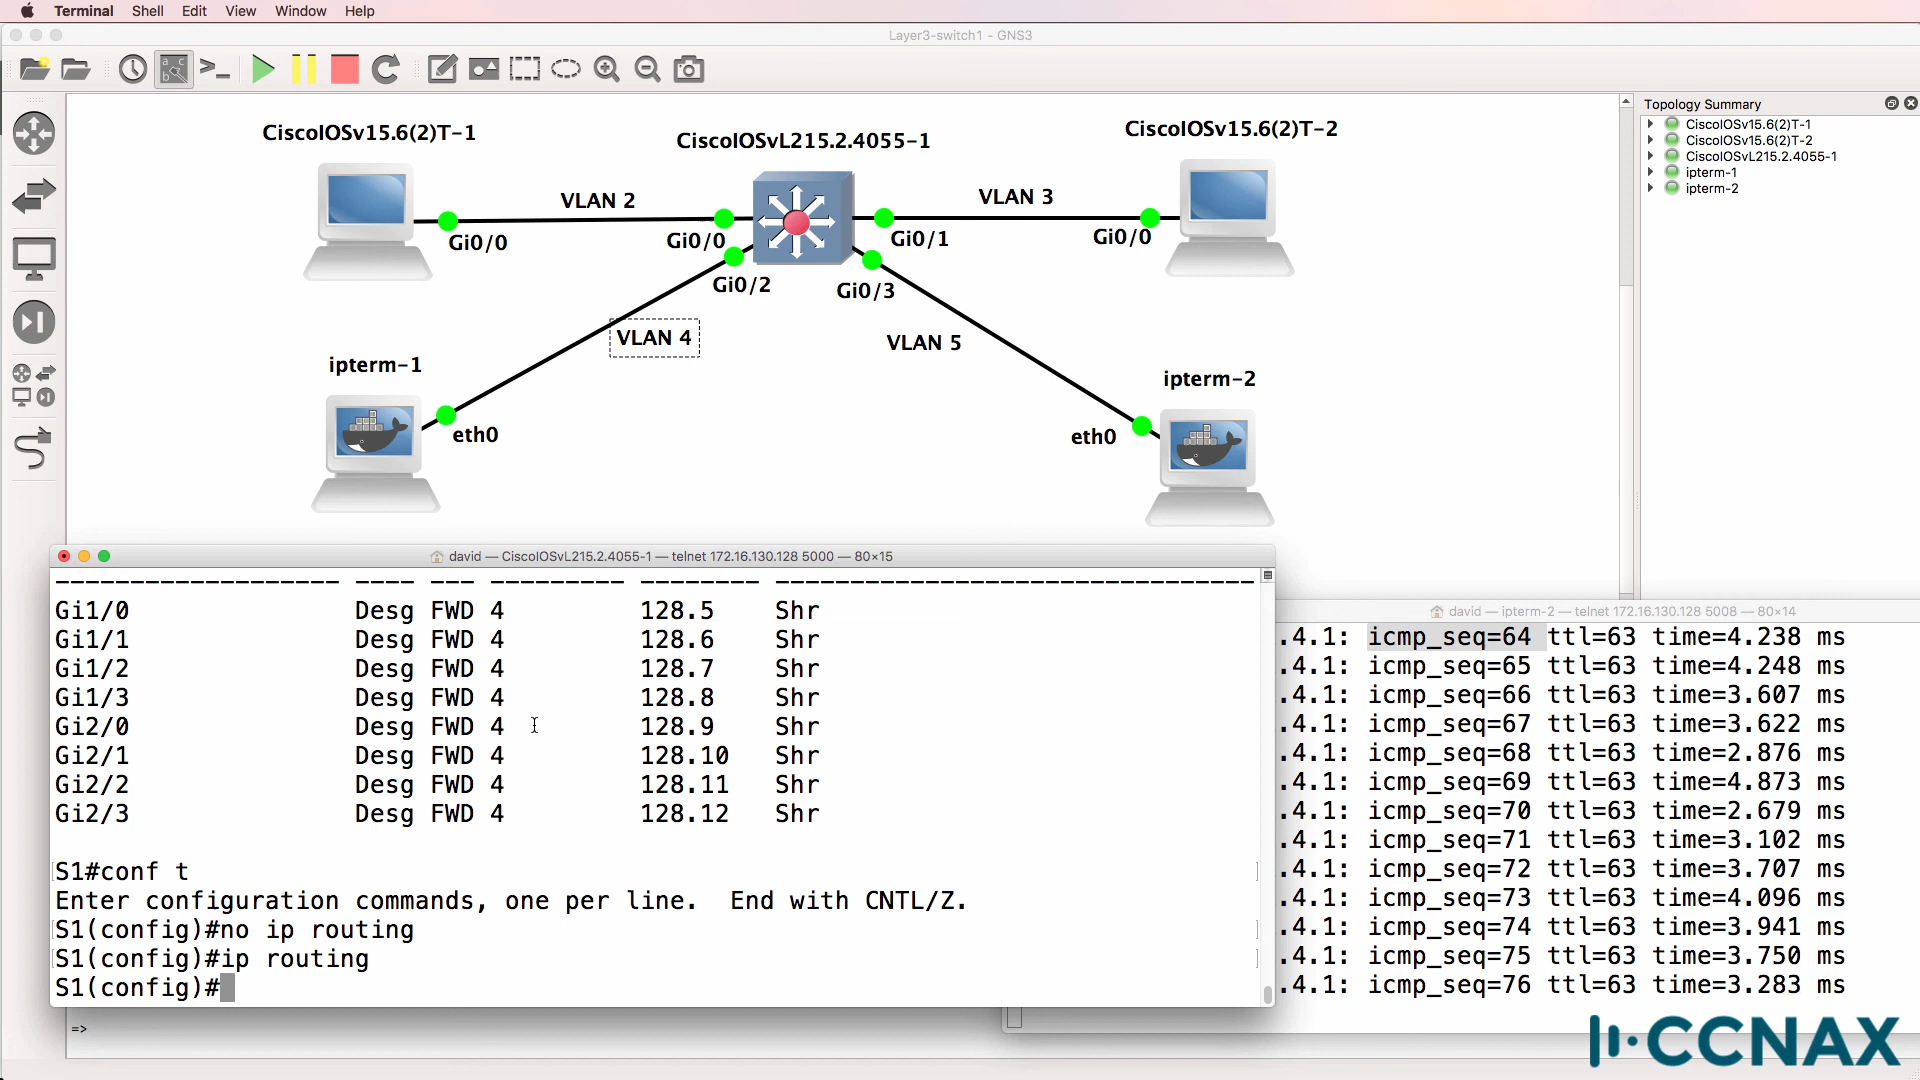 Terminal Shell Edit View Window Help
Layer3-switch1 - GNS3
Topology Summary
CiscoIOSv15.6(2)T-1
CiscoIOSv15.6(2)T-2
CiscoIOSvL215.2.4055-1
ipterm-1
ipterm-2
CiscoIOSv15.6(2)T-1
CiscoIOSvL215.2.4055-1
CiscoIOSv15.6(2)T-2
VLAN 2
VLAN 3
Gi0/0
Gi0/0
Gi0/1
Gi0/0
Gi0/2
Gi0/3
VLAN 4
VLAN 5
ipterm-1
ipterm-2
eth0
eth0
david — CiscoIOSvL215.2.4055-1 — telnet 172.16.130.128 5000 — 80×15
------------------- ---- --- --------- -------- --------------------------------
Gi1/0 Desg FWD 4 128.5 Shr
Gi1/1 Desg FWD 4 128.6 Shr
Gi1/2 Desg FWD 4 128.7 Shr
Gi1/3 Desg FWD 4 128.8 Shr
Gi2/0 Desg FWD 4 128.9 Shr
Gi2/1 Desg FWD 4 128.10 Shr
Gi2/2 Desg FWD 4 128.11 Shr
Gi2/3 Desg FWD 4 128.12 Shr
S1#conf t
Enter configuration commands, one per line. End with CNTL/Z.
S1(config)#no ip routing
S1(config)#ip routing
S1(config)#
=>
david — ipterm-2 — telnet 172.16.130.128 5008 — 80×14
.4.1: icmp_seq=64 ttl=63 time=4.238 ms
.4.1: icmp_seq=65 ttl=63 time=4.248 ms
.4.1: icmp_seq=66 ttl=63 time=3.607 ms
.4.1: icmp_seq=67 ttl=63 time=3.622 ms
.4.1: icmp_seq=68 ttl=63 time=2.876 ms
.4.1: icmp_seq=69 ttl=63 time=4.873 ms
.4.1: icmp_seq=70 ttl=63 time=2.679 ms
.4.1: icmp_seq=71 ttl=63 time=3.102 ms
.4.1: icmp_seq=72 ttl=63 time=3.707 ms
.4.1: icmp_seq=73 ttl=63 time=4.096 ms
.4.1: icmp_seq=74 ttl=63 time=3.941 ms
.4.1: icmp_seq=75 ttl=63 time=3.750 ms
.4.1: icmp_seq=76 ttl=63 time=3.283 ms
CCNAX